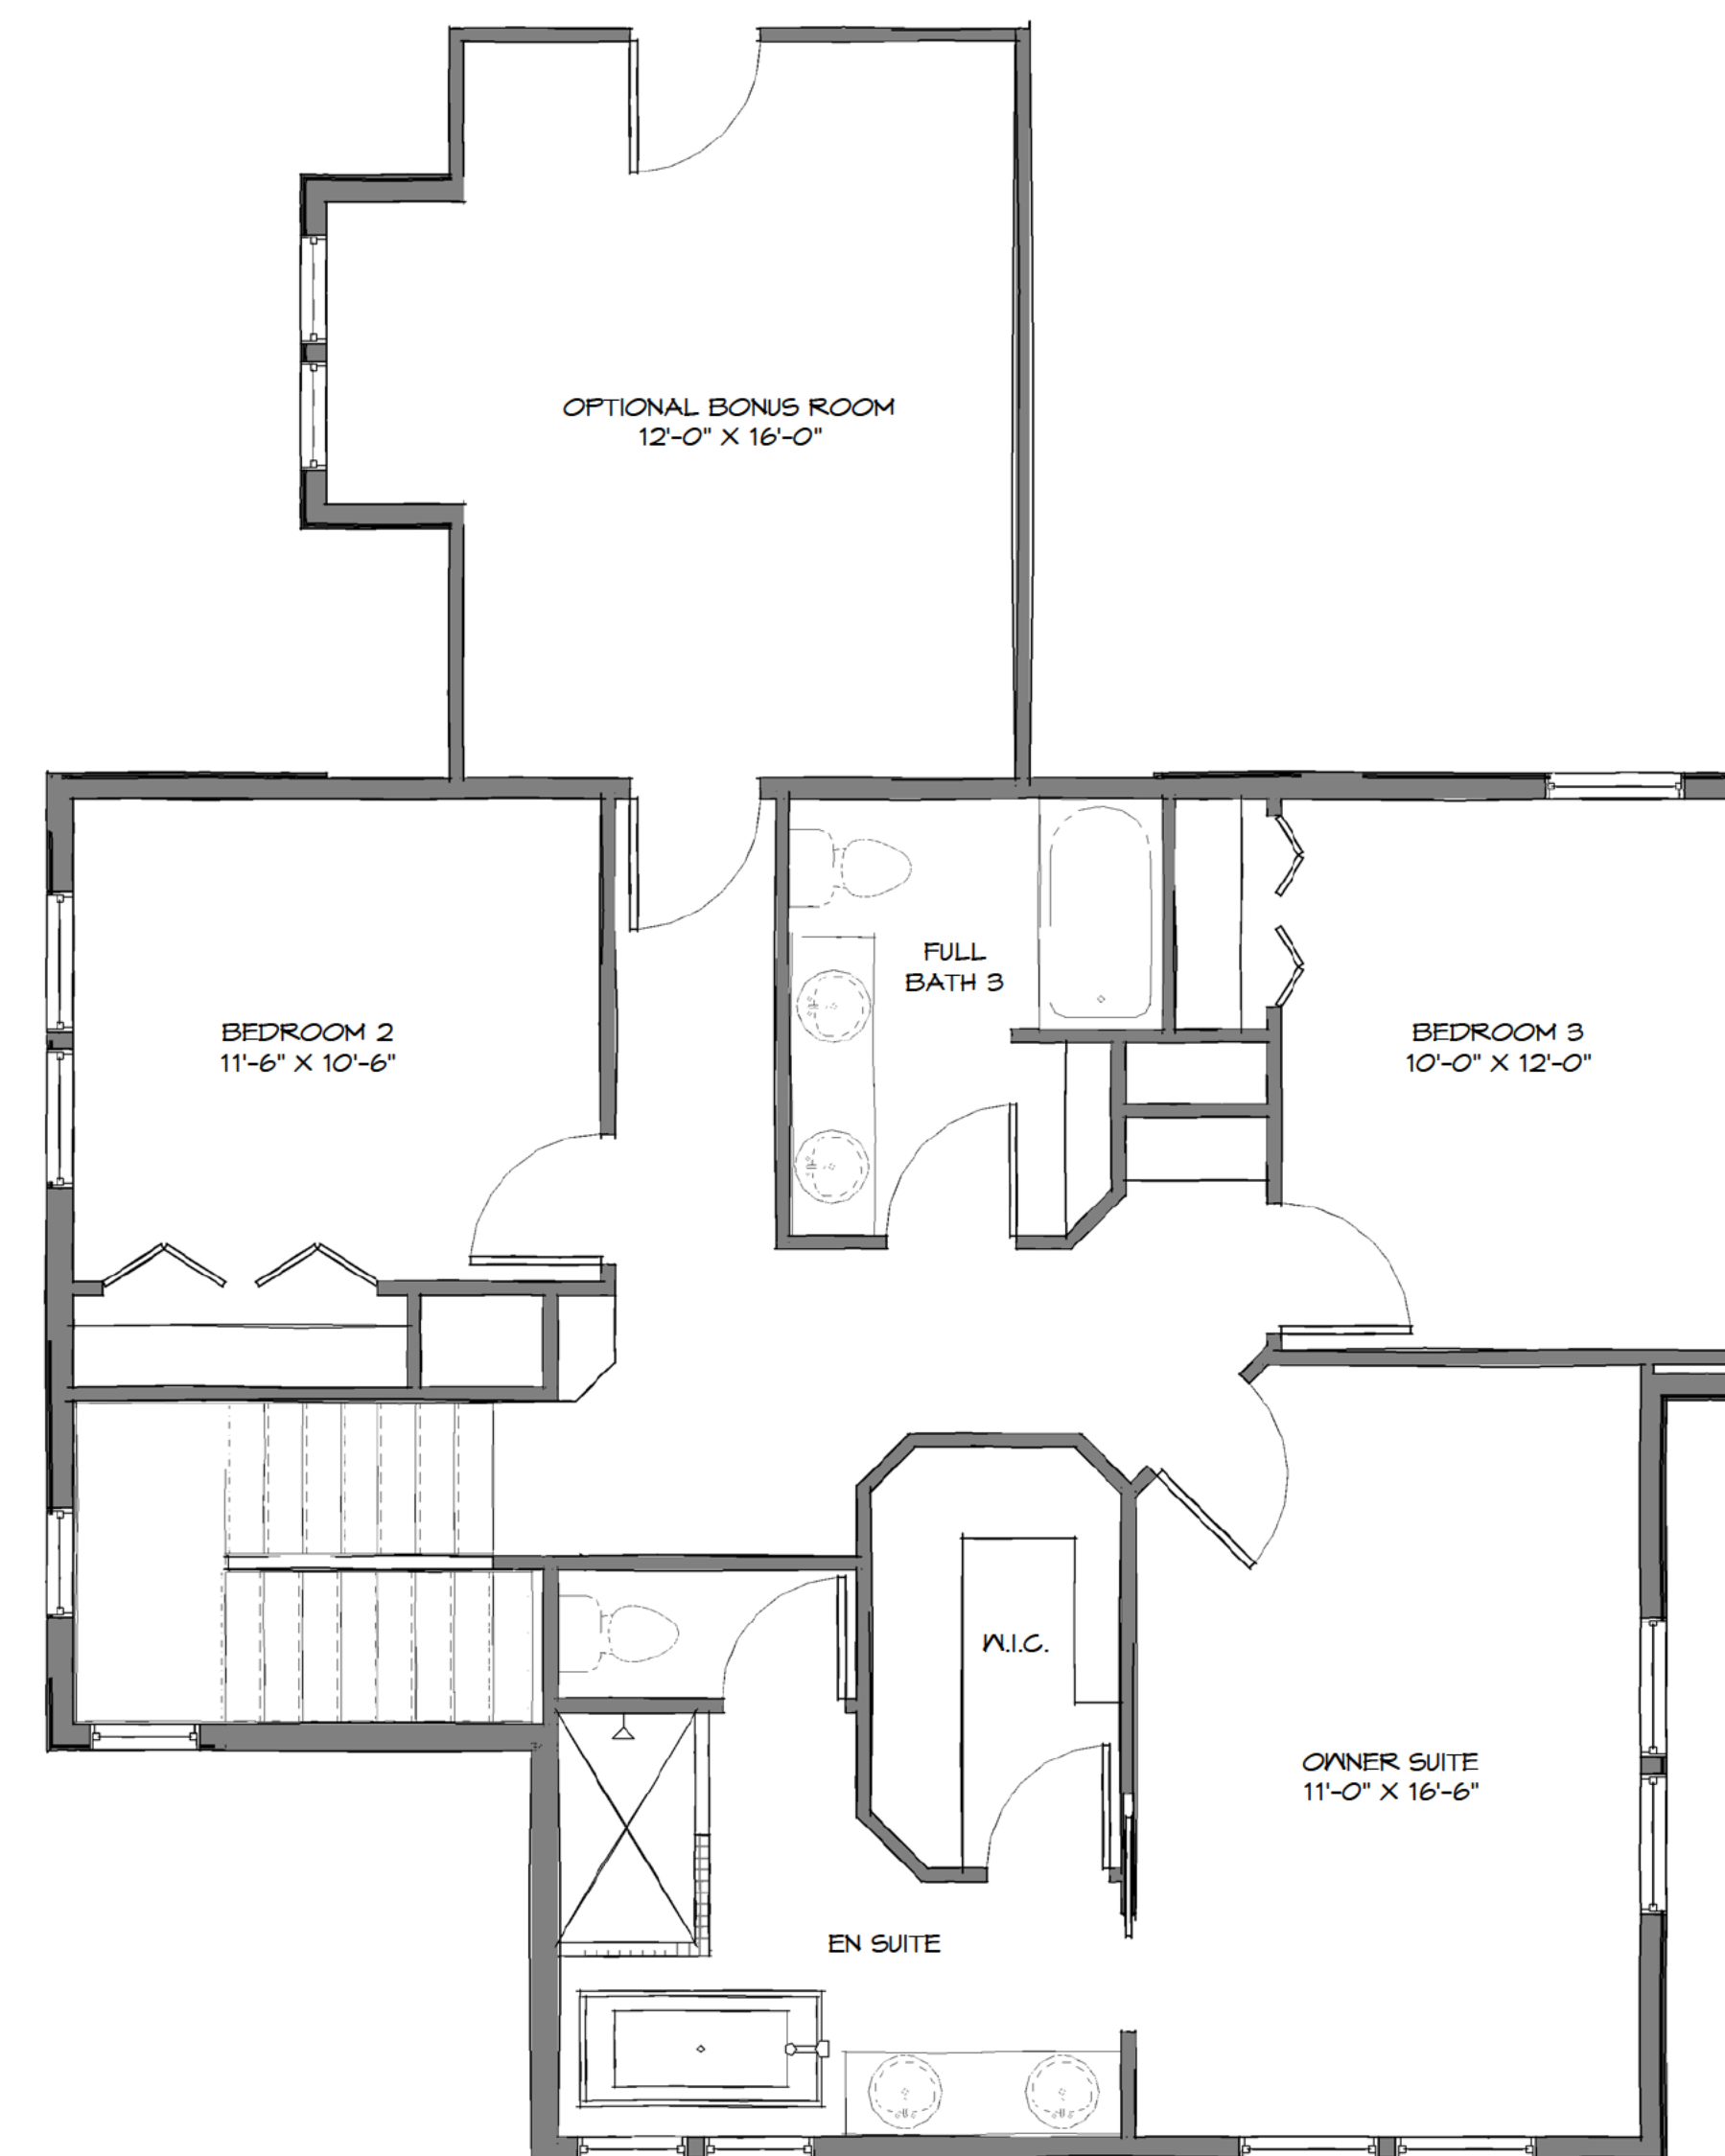 OPTIONAL BONUS ROOM
12'-0" X 16'-0"
FULL
BATH 3
BEDROOM 2
11'-6" X 10'-6"
BEDROOM 3
10'-0" X 12'-0"
W.I.C.
OWNER SUITE
11'-0" X 16'-6"
EN SUITE